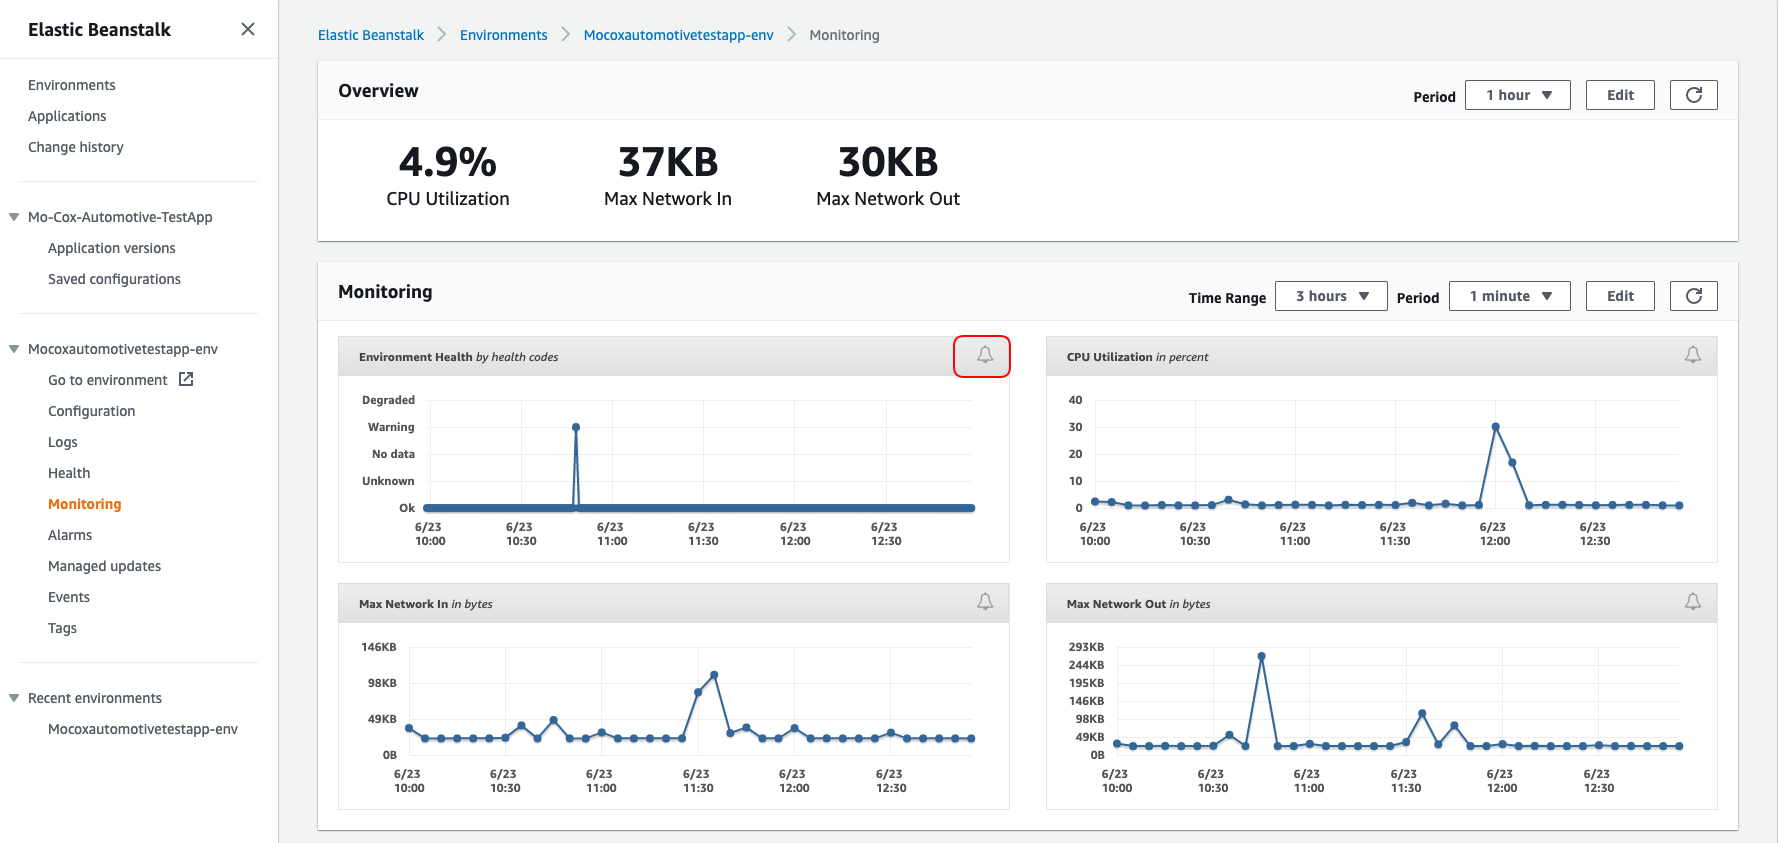 Elastic Beanstalk
Environments
Applications
Change history
Mo-Cox-Automotive-TestApp
Application versions
Saved configurations
Mocoxautomotivetestapp-env
Go to environment
Configuration
Logs
Health
Monitoring
Alarms
Managed updates
Events
Tags
Recent environments
Mocoxautomotivetestapp-env
Elastic Beanstalk Environments Mocoxautomotivetestapp-env Monitoring
Overview
Period 1 hour Edit
4.9% 37KB 30KB
CPU Utilization Max Network In Max Network Out
Monitoring
Time Range 3 hours Period 1 minute Edit
Environment Health by health codes
Degraded
Warning
No data
Unknown
Ok
6/23 6/23 6/23 6/23 6/23 6/23
10:00 10:30 11:00 11:30 12:00 12:30
CPU Utilization in percent
40
30
20
10
0
6/23 6/23 6/23 6/23 6/23 6/23
10:00 10:30 11:00 11:30 12:00 12:30
Max Network In in bytes
146KB
98KB
49KB
0B
6/23 6/23 6/23 6/23 6/23 6/23
10:00 10:30 11:00 11:30 12:00 12:30
Max Network Out in bytes
293KB
244KB
195KB
146KB
98KB
49KB
0B
6/23 6/23 6/23 6/23 6/23 6/23
10:00 10:30 11:00 11:30 12:00 12:30